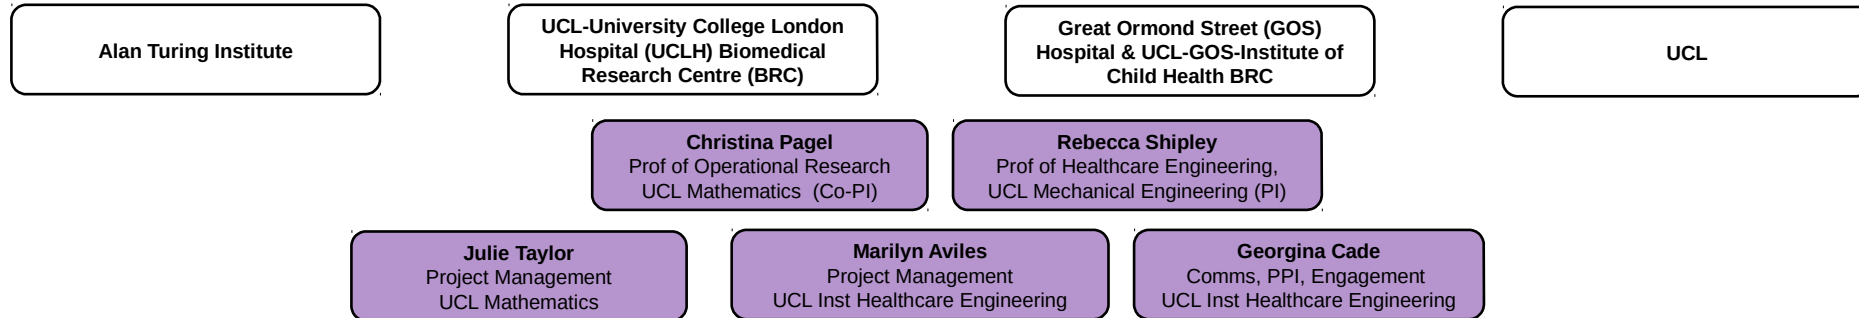 Alan Turing Institute
UCL-University College London
Hospital (UCLH) Biomedical
Research Centre (BRC)
Great Ormond Street (GOS)
Hospital & UCL-GOS-Institute of
Child Health BRC
UCL
Christina Pagel
Prof of Operational Research
UCL Mathematics (Co-PI)
Rebecca Shipley
Prof of Healthcare Engineering,
UCL Mechanical Engineering (PI)
Julie Taylor
Project Management
UCL Mathematics
Marilyn Aviles
Project Management
UCL Inst Healthcare Engineering
Georgina Cade
Comms, PPI, Engagement
UCL Inst Healthcare Engineering